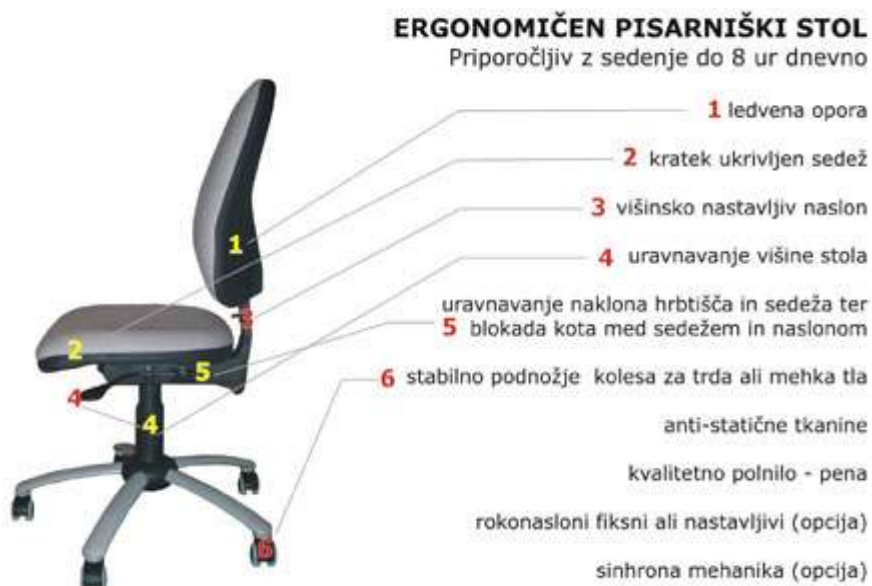 ERGONOMIČEN PISARNIŠKI STOL
Priporočljiv z sedenje do 8 ur dnevno
1 ledvena opora
2 kratek ukrivljen sedež
3 višinsko nastavljiv naslon
4 uravnavanje višine stola
uravnavanje naklona hrbtišča in sedeža ter
5 blokada kota med sedežem in naslonom
6 stabilno podnožje kolesa za trda ali mehka tla
anti-statične tkanine
kvalitetno polnilo - pena
rokonasloni fiksni ali nastavljivi (opcija)
sinhrona mehanika (opcija)
1
3
2
5
4
4
6